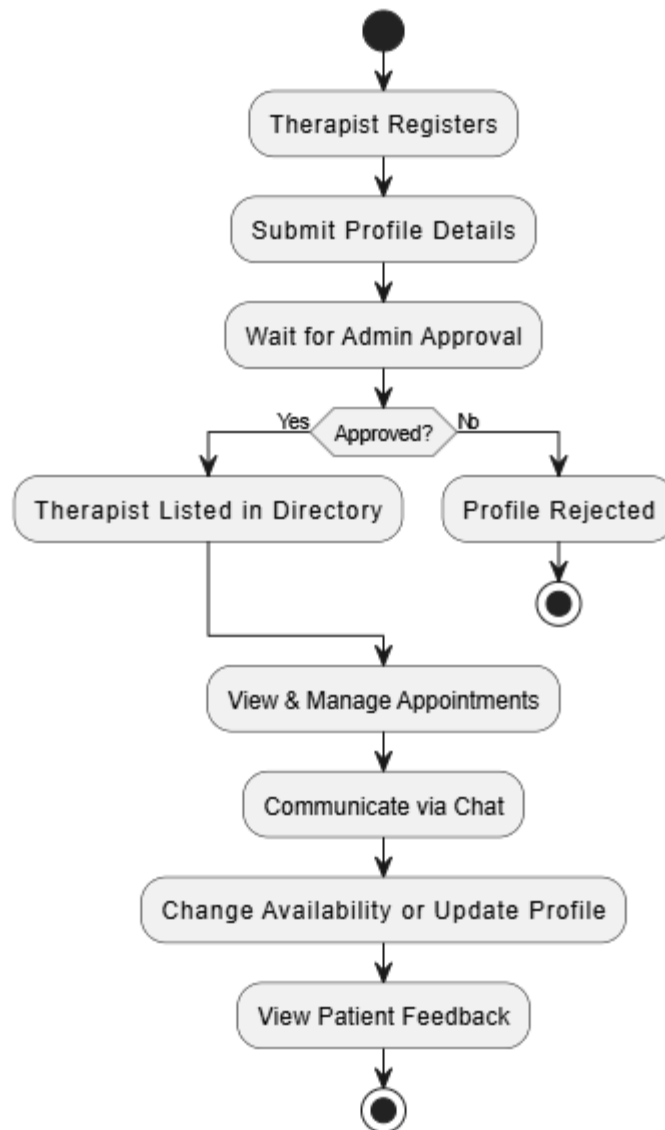 Therapist Registers
Submit Profile Details
Wait for Admin Approval
Yes
Approved?
No
Therapist Listed in Directory
Profile Rejected
View & Manage Appointments
Communicate via Chat
Change Availability or Update Profile
View Patient Feedback